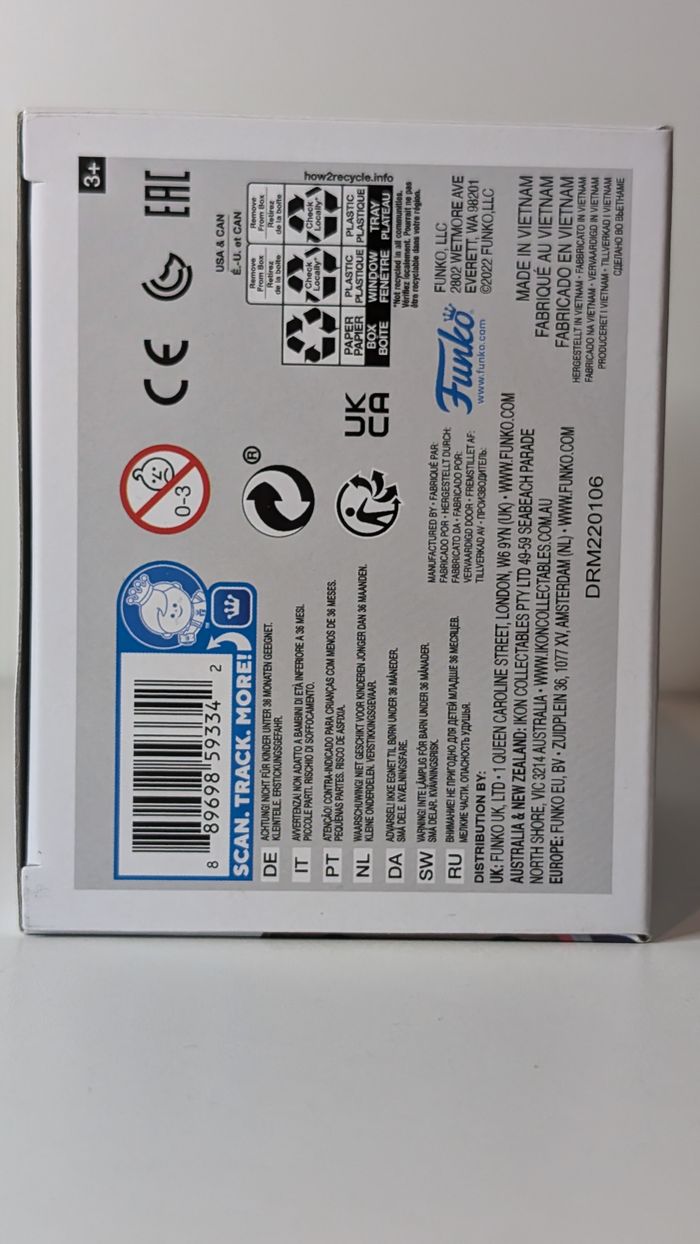 3+
8 89698 59334 2
SCAN. TRACK. MORE!
0-3
CE
EAC
®
UK
CA
USA & CAN
É.-U. et CAN
Remove
From Box
Retirez
de la boîte
Remove
From Box
Retirez
de la boîte
Check
Locally*
Check
Locally*
PAPER
PAPIER
BOX
BOÎTE
PLASTIC
PLASTIQUE
WINDOW
FENÊTRE
PLASTIC
PLASTIQUE
TRAY
PLATEAU
how2recycle.info
*Not recycled in all communities.
Vérifiez localement. Pourrait ne pas
être recyclable dans votre région.
DE ACHTUNG! NICHT FÜR KINDER UNTER 36 MONATEN GEEIGNET.
KLEINTEILE. ERSTICKUNGSGEFAHR.
IT AVVERTENZA! NON ADATTO A BAMBINI DI ETÀ INFERIORE A 36 MESI.
PICCOLE PARTI. RISCHIO DI SOFFOCAMENTO.
PT ATENÇÃO! CONTRA-INDICADO PARA CRIANÇAS COM MENOS DE 36 MESES.
PEQUENAS PARTES. RISCO DE ASFIXIA.
NL WAARSCHUWING! NIET GESCHIKT VOOR KINDEREN JONGER DAN 36 MAANDEN.
KLEINE ONDERDELEN. VERSTIKKINGSGEVAAR.
DA ADVARSEL! IKKE EGNET TIL BØRN UNDER 36 MÅNEDER.
SMÅ DELE. KVÆLNINGSFARE.
SW VARNING! INTE LÄMPLIG FÖR BARN UNDER 36 MÅNADER.
SMÅ DELAR. KVÄVNINGSRISK.
RU ВНИМАНИЕ! НЕ ПРИГОДНО ДЛЯ ДЕТЕЙ МЛАДШЕ 36 МЕСЯЦЕВ.
МЕЛКИЕ ЧАСТИ. ОПАСНОСТЬ УДУШЬЯ.
MANUFACTURED BY • FABRIQUÉ PAR:
FABRICADO POR • HERGESTELLT DURCH:
FABBRICATO DA • FABRICADO POR:
VERVAARDIGD DOOR • FREMSTILLET AF:
TILLVERKAD AV • ПРОИЗВОДИТЕЛЬ:
Funko
www.funko.com
FUNKO, LLC
2802 WETMORE AVE
EVERETT, WA 98201
©2022 FUNKO, LLC
DISTRIBUTION BY:
UK: FUNKO UK, LTD • 1 QUEEN CAROLINE STREET, LONDON, W6 9YN (UK) • WWW.FUNKO.COM
AUSTRALIA & NEW ZEALAND: IKON COLLECTABLES PTY LTD 49-59 SEABEACH PARADE
NORTH SHORE, VIC 3214 AUSTRALIA • WWW.IKONCOLLECTABLES.COM.AU
EUROPE: FUNKO EU, BV • ZUIDPLEIN 36, 1077 XV, AMSTERDAM (NL) • WWW.FUNKO.COM
MADE IN VIETNAM
FABRIQUÉ AU VIETNAM
FABRICADO EN VIETNAM
HERGESTELLT IN VIETNAM • FABBRICATO IN VIETNAM
FABRICADO NA VIETNAM • VERVAARDIGD IN VIETNAM
PRODUCERET I VIETNAM • TILLVERKAD I VIETNAM
СДЕЛАНО ВО ВЬЕТНАМЕ
DRM220106